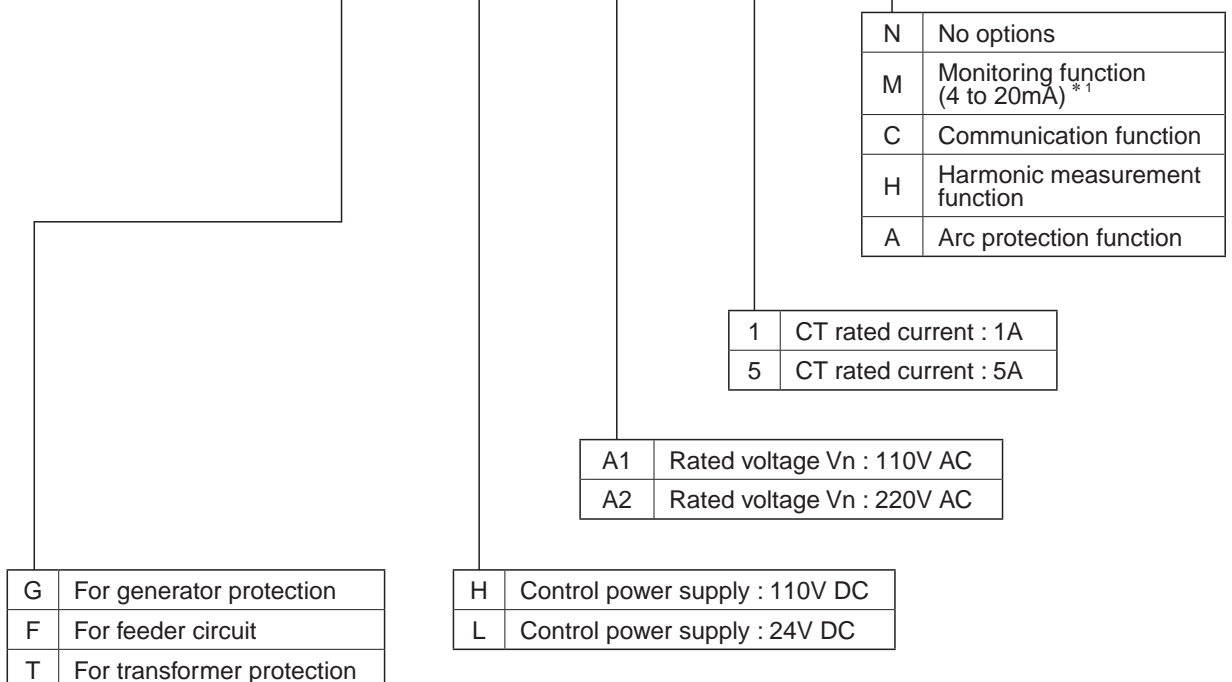 N No options
M Monitoring function
(4 to 20mA) *1
C Communication function
H Harmonic measurement
function
A Arc protection function
1 CT rated current : 1A
5 CT rated current : 5A
A1 Rated voltage Vn : 110V AC
A2 Rated voltage Vn : 220V AC
G For generator protection
F For feeder circuit
T For transformer protection
H Control power supply : 110V DC
L Control power supply : 24V DC